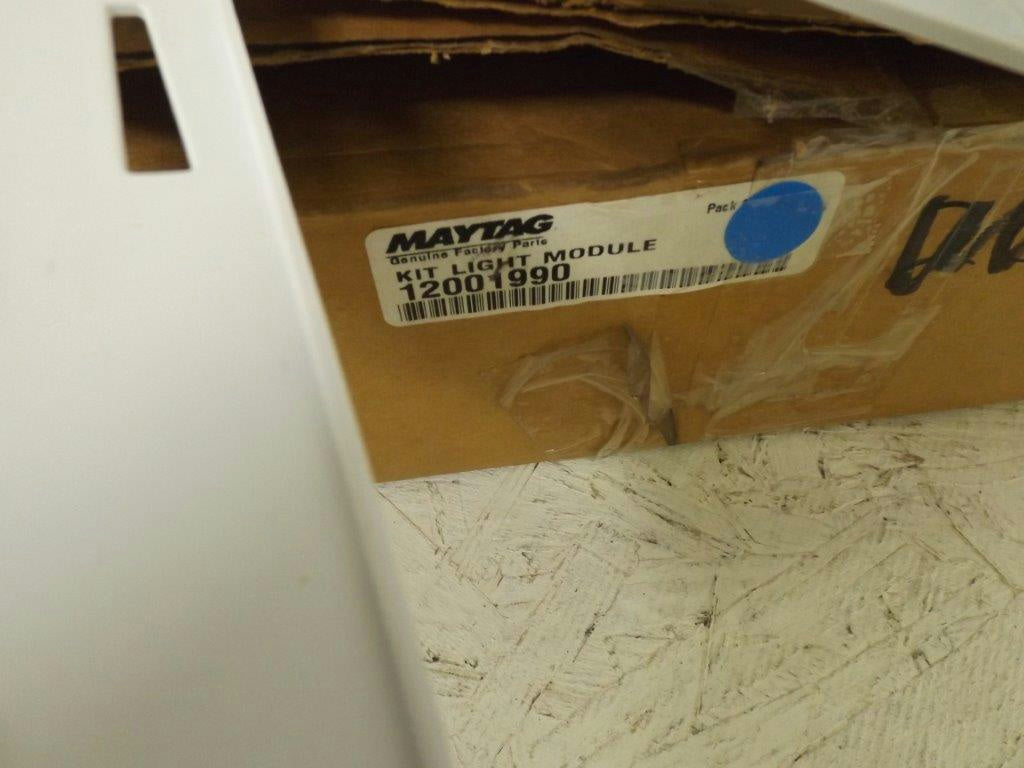 MAYTAG
Genuine Factory Parts
Pack
KIT LIGHT MODULE
12001990